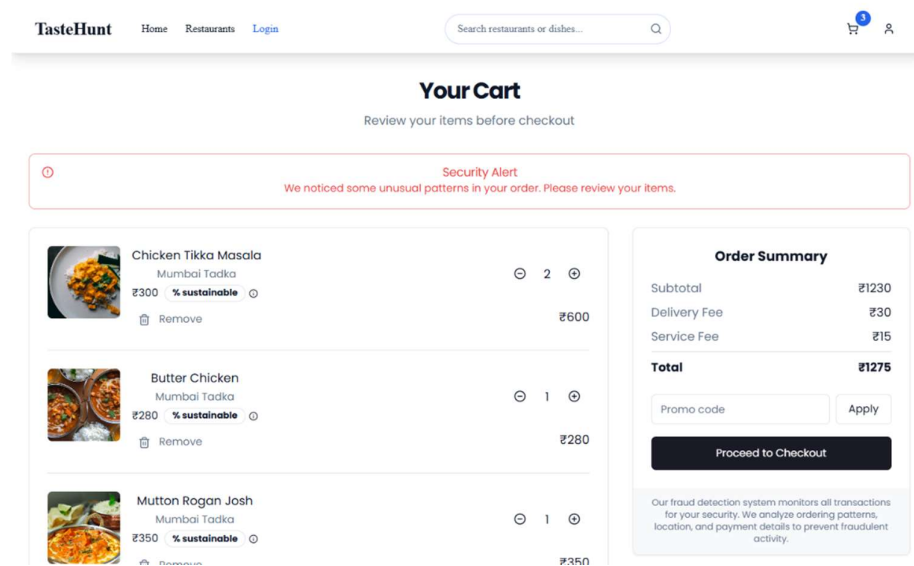 TasteHunt Home Restaurants Login Search restaurants or dishes... 3
Your Cart
Review your items before checkout
Security Alert
We noticed some unusual patterns in your order. Please review your items.
Chicken Tikka Masala
Mumbai Tadka
₹300 % sustainable
Remove
2
₹600
Butter Chicken
Mumbai Tadka
₹280 % sustainable
Remove
1
₹280
Mutton Rogan Josh
Mumbai Tadka
₹350 % sustainable
Remove
1
₹350
Order Summary
Subtotal ₹1230
Delivery Fee ₹30
Service Fee ₹15
Total ₹1275
Promo code Apply
Proceed to Checkout
Our fraud detection system monitors all transactions
for your security. We analyze ordering patterns,
location, and payment details to prevent fraudulent
activity.